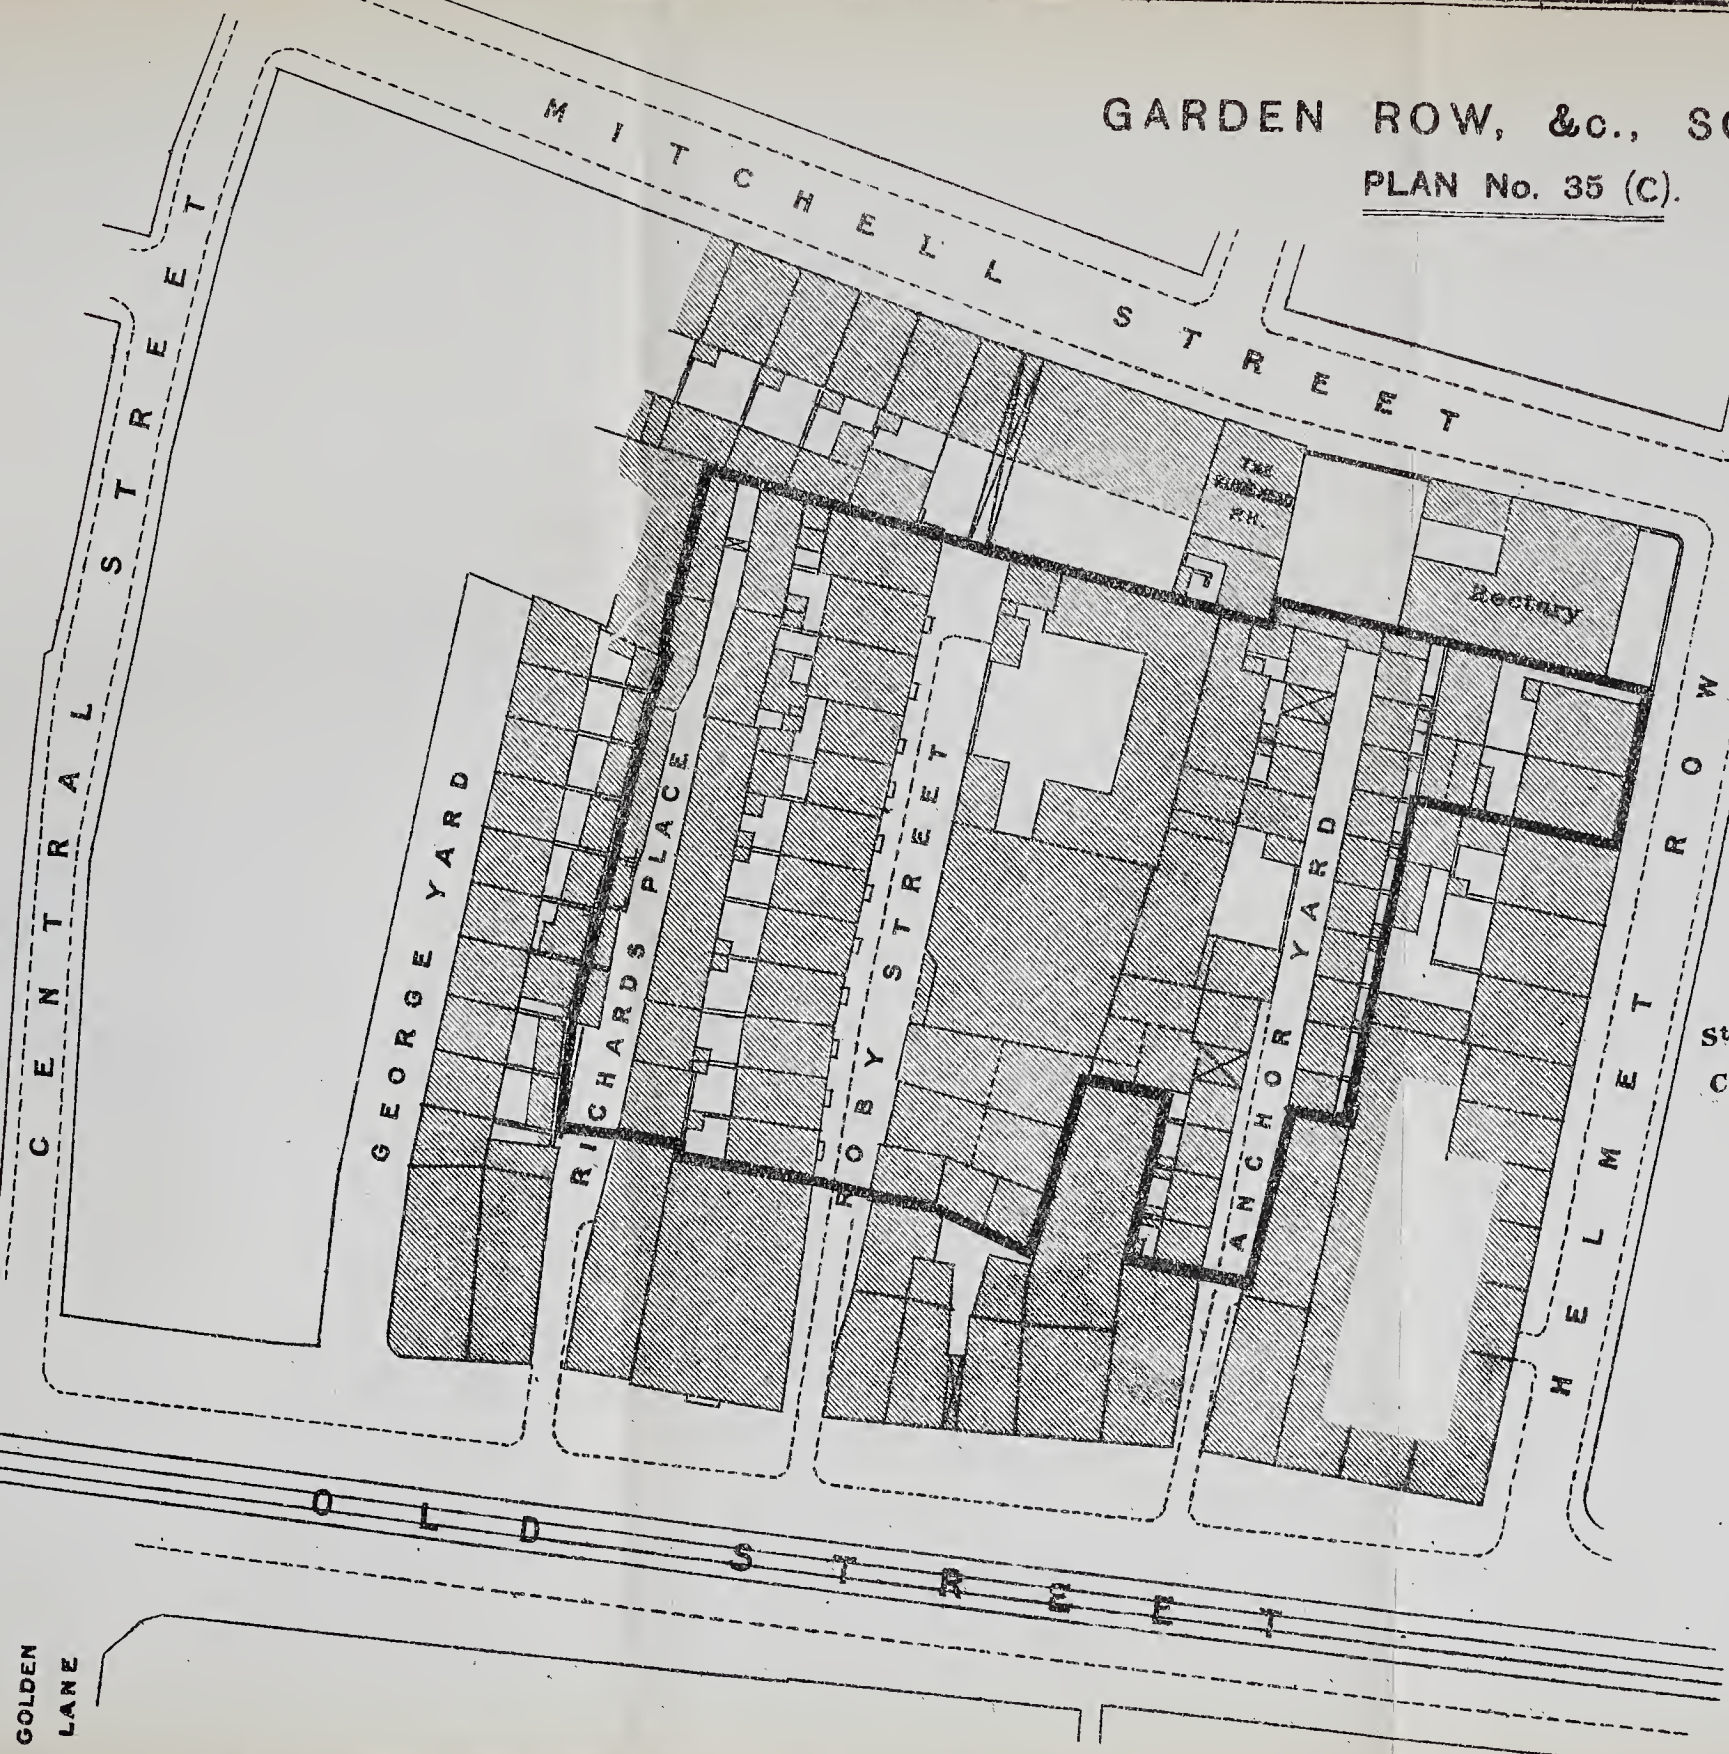 GARDEN ROW, &c., SC
PLAN No. 35 (C).
MITCHELL STREET
CENTRAL STREET
P.H.
Rectory
GEORGE YARD
RICHARDS PLACE
ROBY STREET
ANCHOR YARD
HELMET ROW
St
C
OLD STREET
GOLDEN
LANE